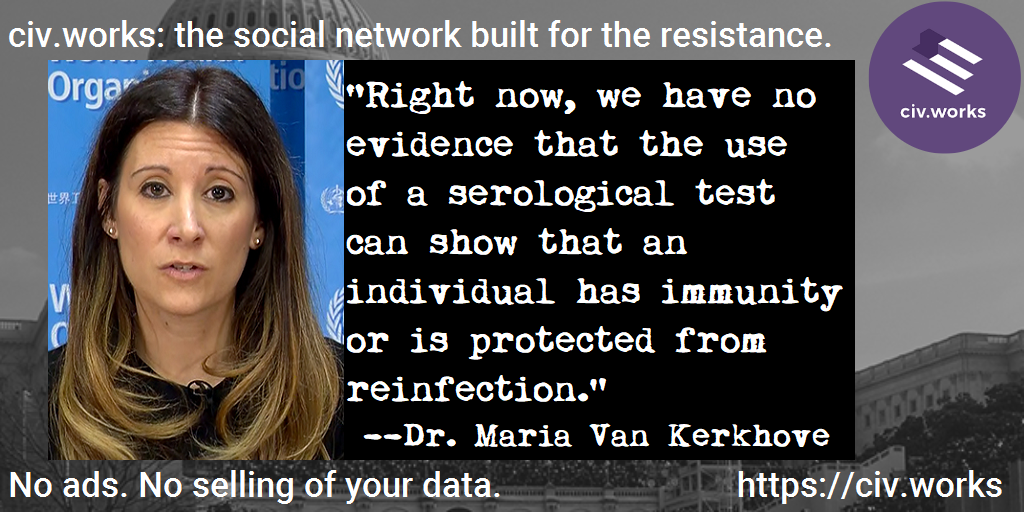 civ.works: the social network built for the resistance.
civ.works
Orga
tio
世界
W
"Right now, we have no
evidence that the use
of a serological test
can show that an
individual has immunity
or is protected from
reinfection."
--Dr. Maria Van Kerkhove
No ads. No selling of your data.
https://civ.works